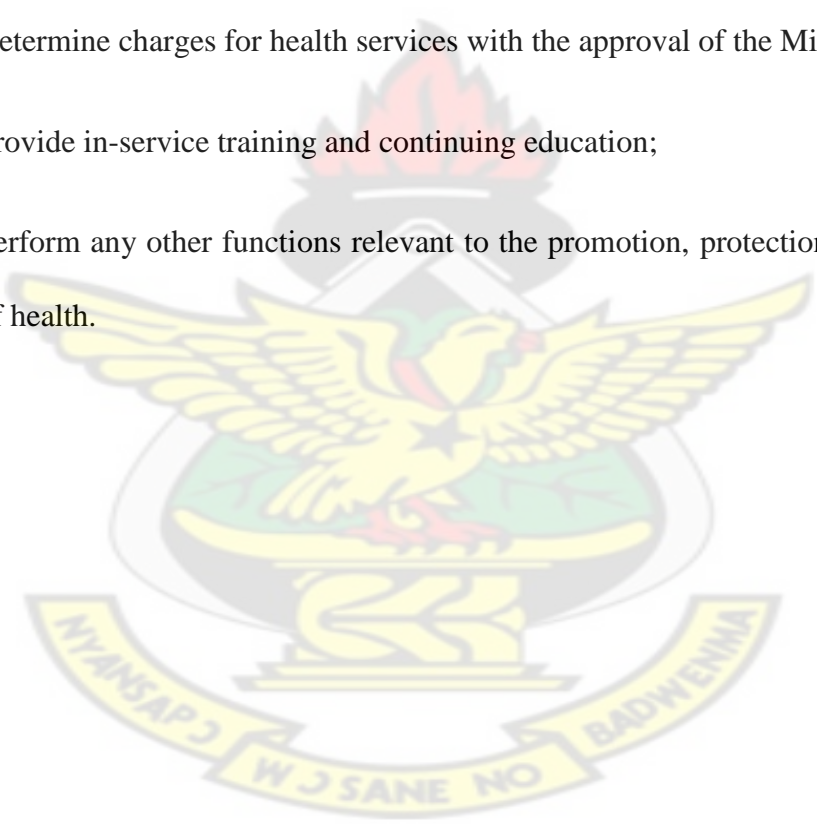 etermine charges for health services with the approval of the Mi
rovide in-service training and continuing education;
erform any other functions relevant to the promotion, protection
f health.
NYANSAPƆ
WƆSANE NO
BADWENMA